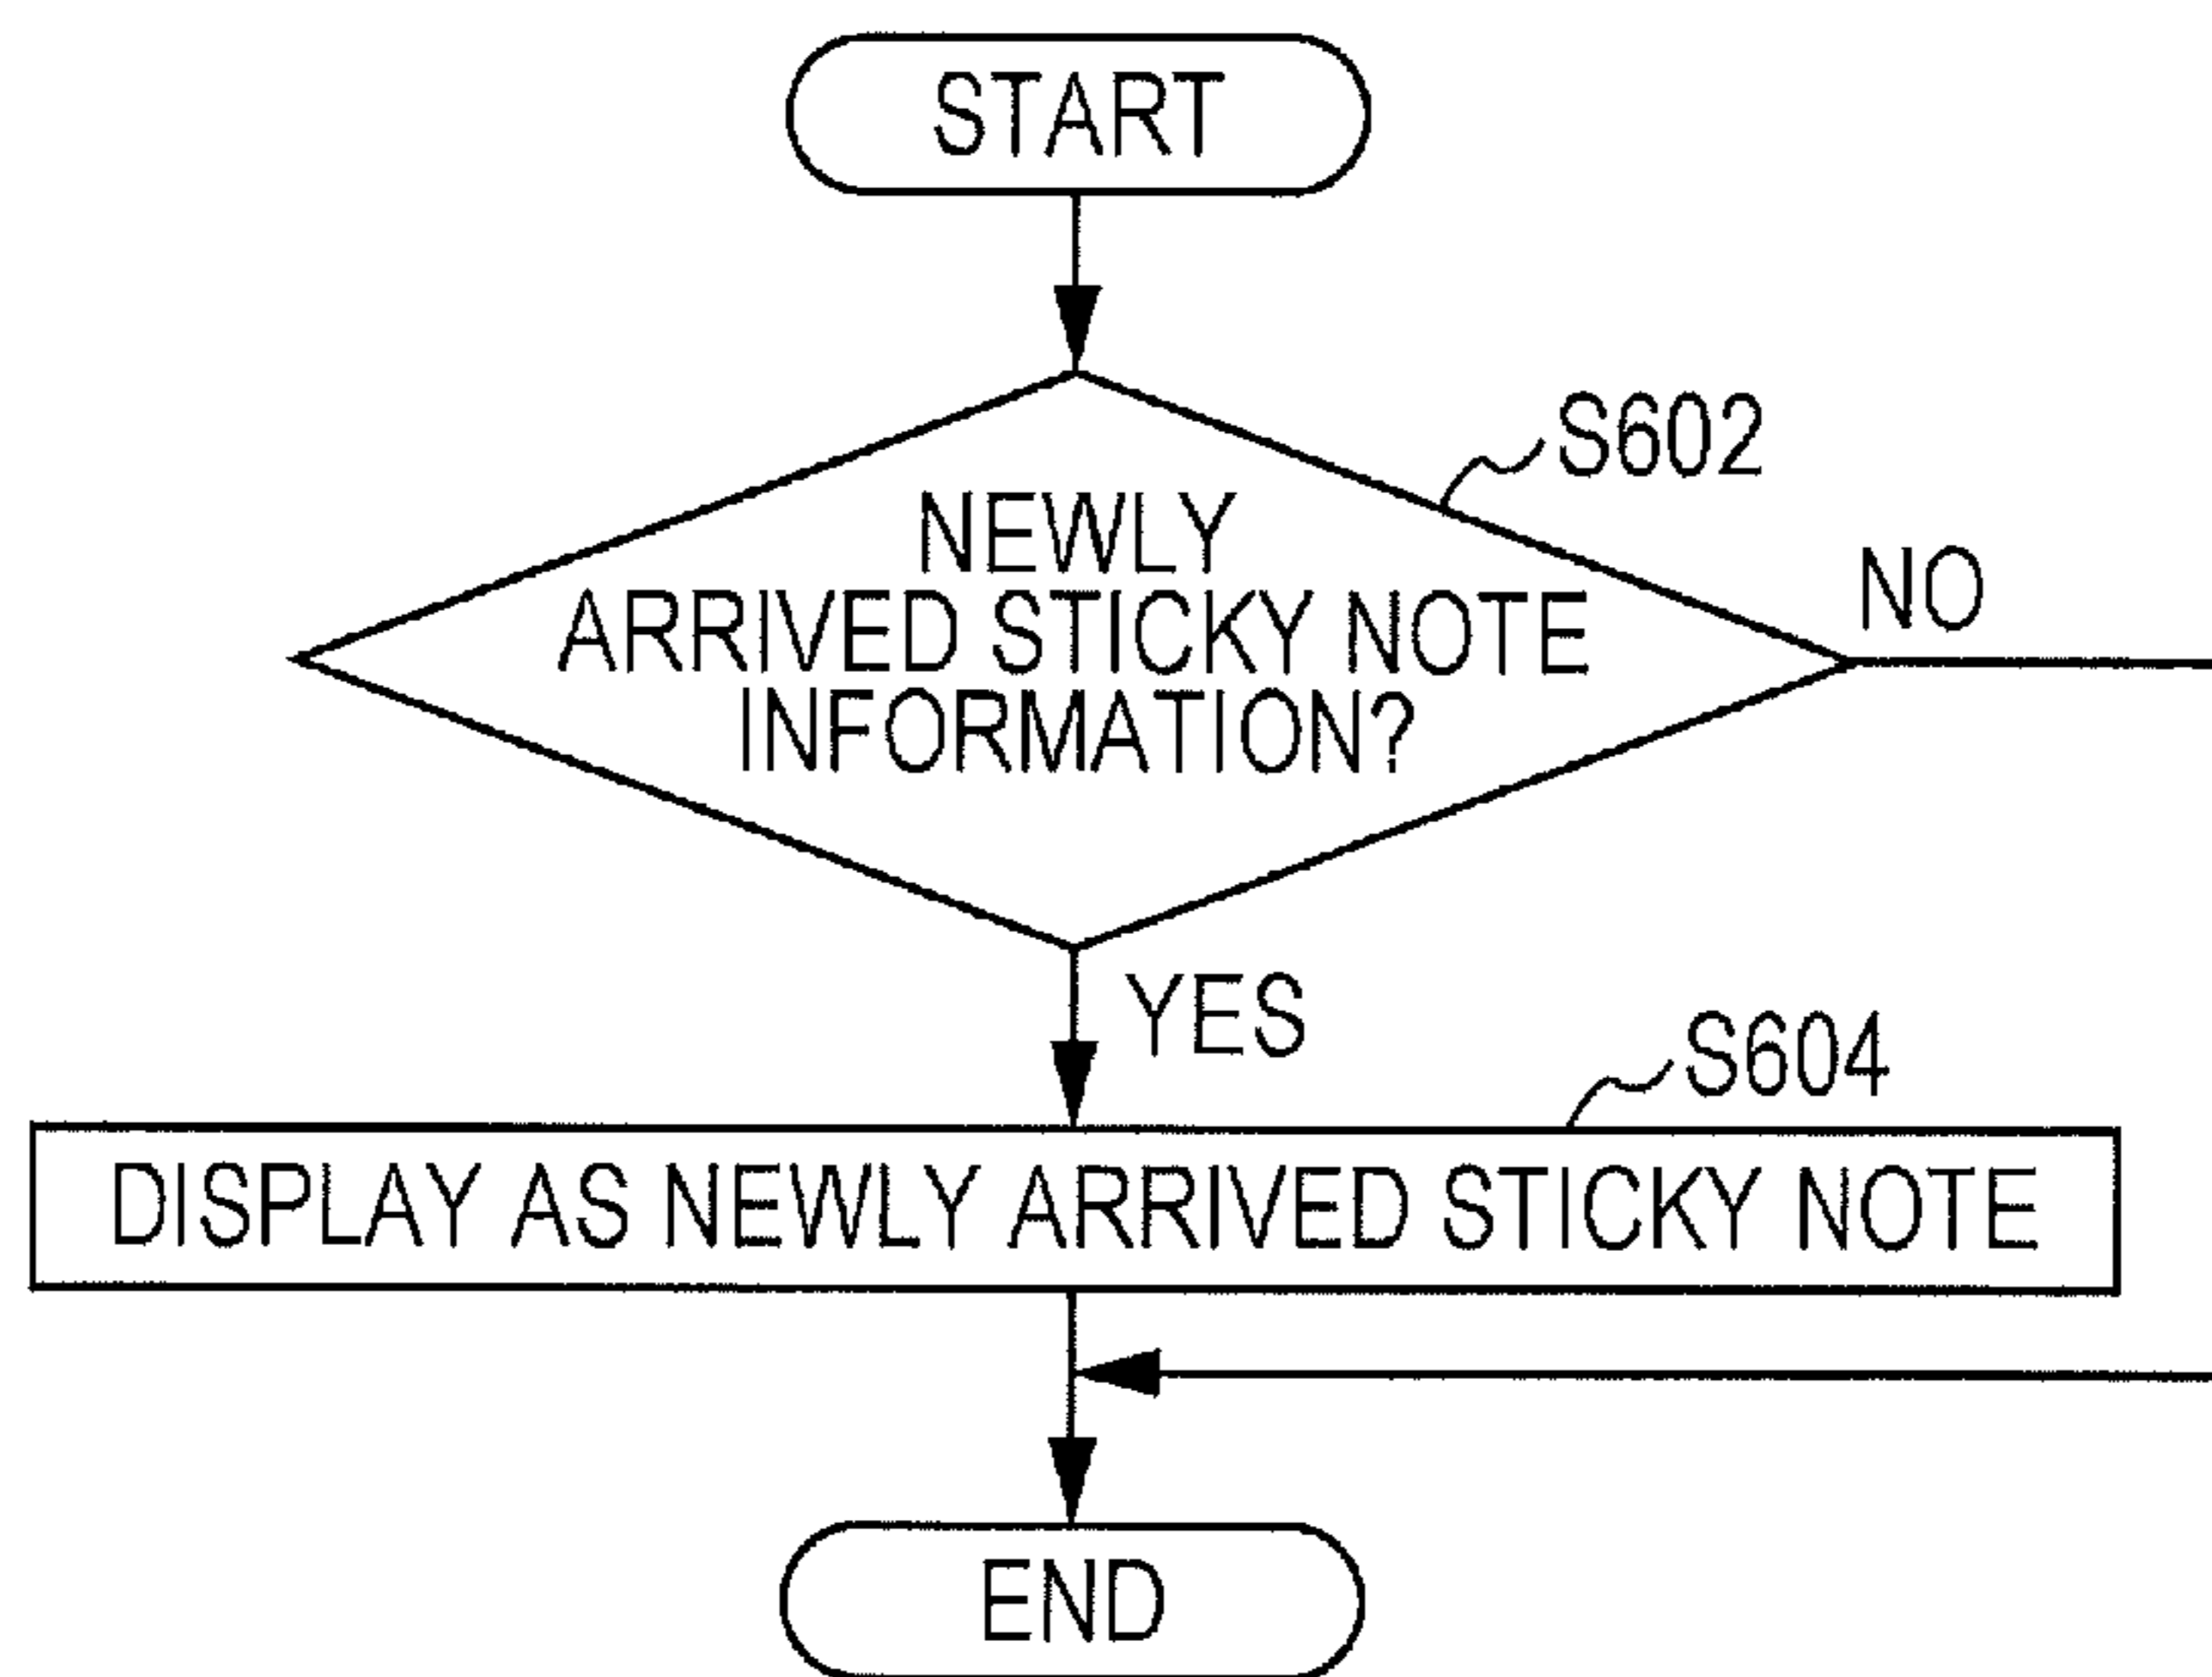 START
S602
NEWLY
ARRIVED STICKY NOTE
INFORMATION?
NO
YES
S604
DISPLAY AS NEWLY ARRIVED STICKY NOTE
END